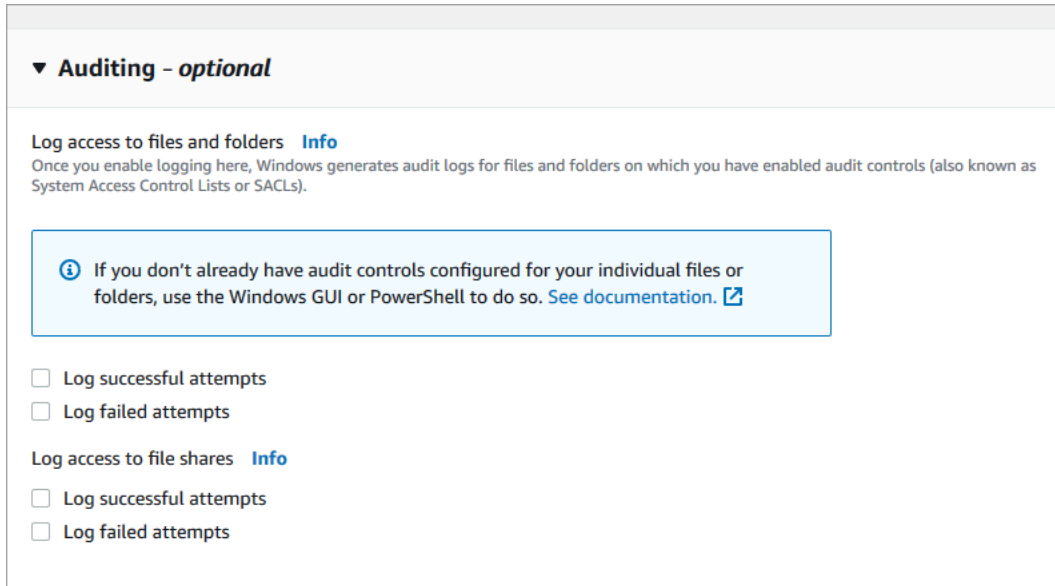 Auditing - optional
Log access to files and folders Info
Once you enable logging here, Windows generates audit logs for files and folders on which you have enabled audit controls (also known as
System Access Control Lists or SACLs).
If you don't already have audit controls configured for your individual files or
folders, use the Windows GUI or PowerShell to do so. See documentation.
Log successful attempts
Log failed attempts
Log access to file shares Info
Log successful attempts
Log failed attempts